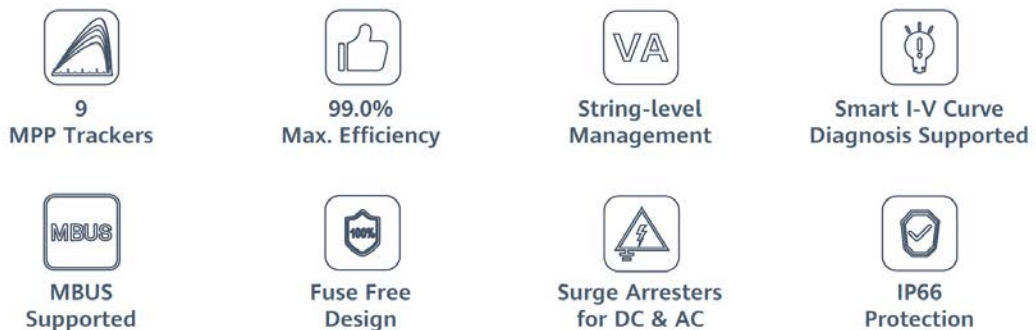 VA
9
MPP Trackers
99.0%
Max. Efficiency
String-level
Management
Smart I-V Curve
Diagnosis Supported
MBUS
100%
MBUS
Supported
Fuse Free
Design
Surge Arresters
for DC & AC
IP66
Protection